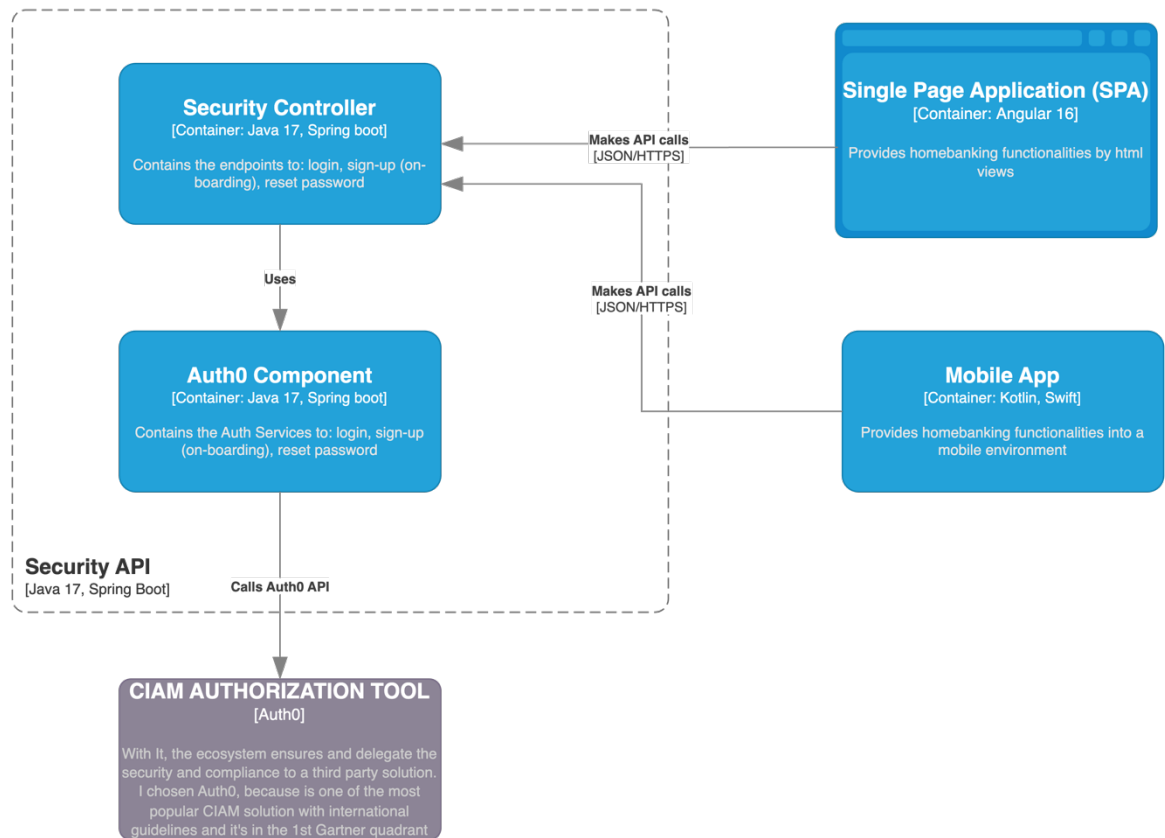 Security Controller
[Container: Java 17, Spring boot]
Contains the endpoints to: login, sign-up (on-
boarding), reset password
Makes API calls
[JSON/HTTPS]
Single Page Application (SPA)
[Container: Angular 16]
Provides homebanking functionalities by html
views
Uses
Makes API calls
[JSON/HTTPS]
Auth0 Component
[Container: Java 17, Spring boot]
Contains the Auth Services to: login, sign-up
(on-boarding), reset password
Mobile App
[Container: Kotlin, Swift]
Provides homebanking functionalities into a
mobile environment
Security API
[Java 17, Spring Boot]
Calls Auth0 API
CIAM AUTHORIZATION TOOL
[Auth0]
With It, the ecosystem ensures and delegate the
security and compliance to a third party solution.
I chosen Auth0, because is one of the most
popular CIAM solution with international
guidelines and it's in the 1st Gartner quadrant